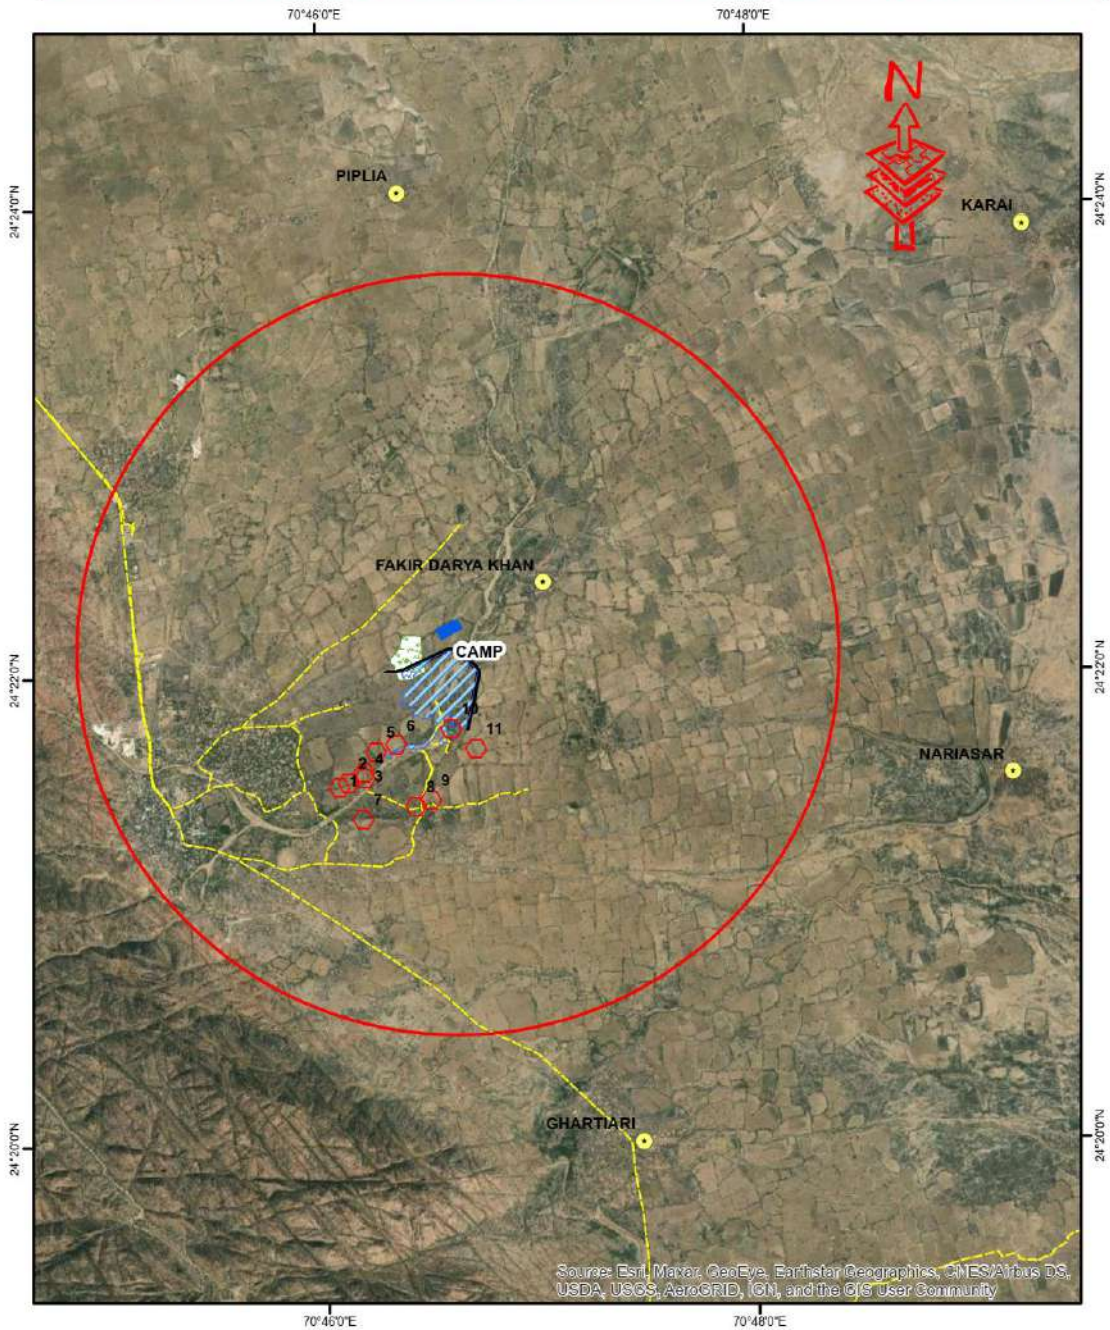 70°46'0"E
70°48'0"E
N
PIPLIA
KARAI
24°24'0"N
24°24'0"N
FAKIR DARYA KHAN
CAMP
24°22'0"N
24°22'0"N
10
11
6
5
NARIASAR
4
2
3
1
9
8
7
GHARTIARI
24°20'0"N
24°20'0"N
Source: Esri, Maxar, GeoEye, Earthstar Geographics, CNES/Airbus DS,
USDA, USGS, AeroGRID, IGN, and the GIS User Community
70°46'0"E
70°48'0"E